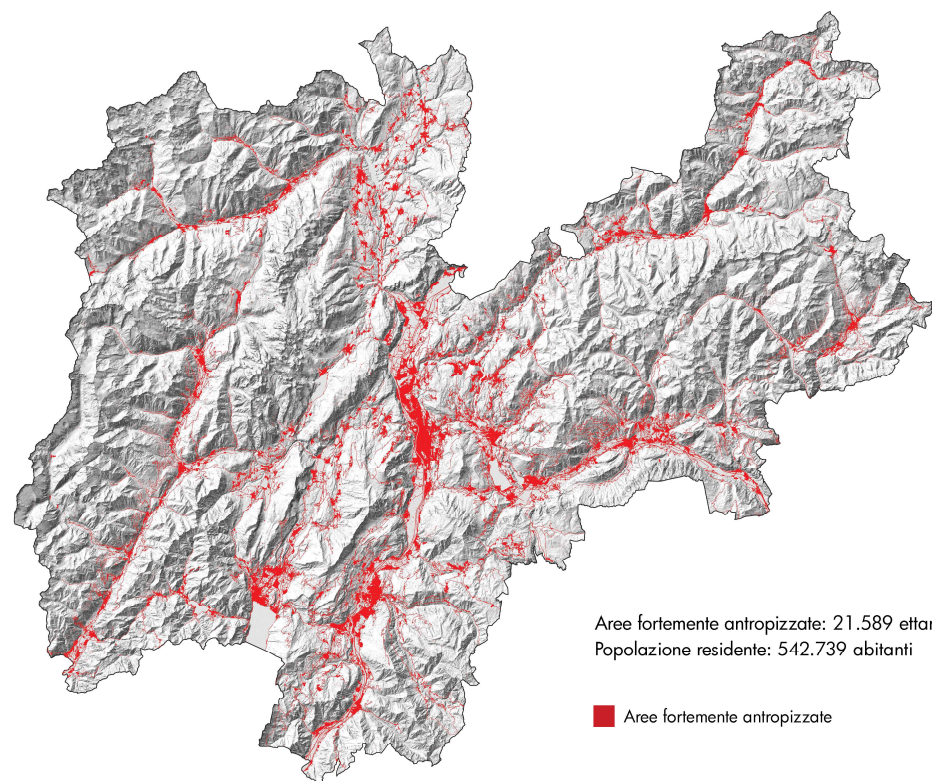 Aree fortemente antropizzate: 21.589 ettar
Popolazione residente: 542.739 abitanti
Aree fortemente antropizzate